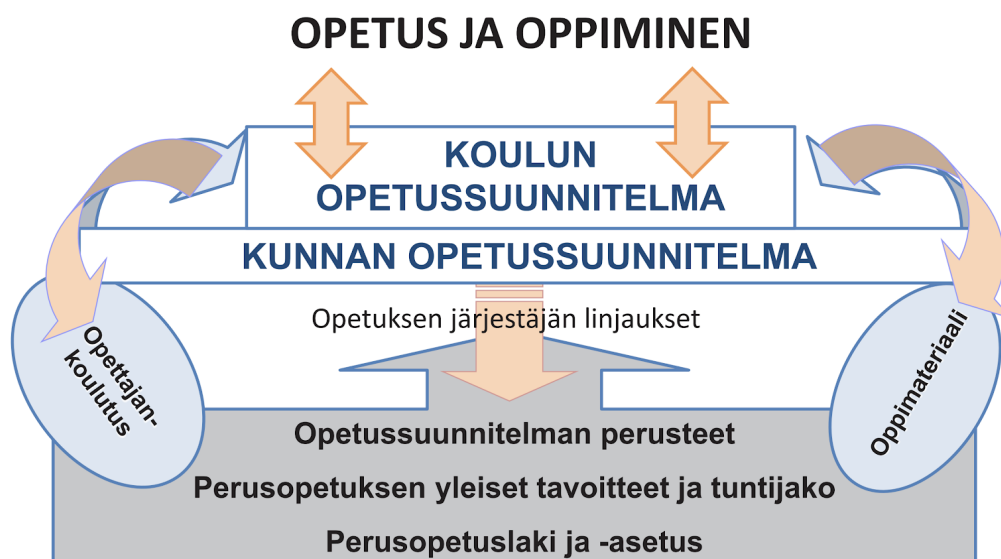 OPETUS JA OPPIMINEN
KOULUN
OPETUSSUUNNITELMA
KUNNAN OPETUSSUUNNITELMA
Opetuksen järjestäjän linjaukset
Opettajan-
koulutus
Oppimateriaali
Opetussuunnitelman perusteet
Perusopetuksen yleiset tavoitteet ja tuntijako
Perusopetuslaki ja -asetus